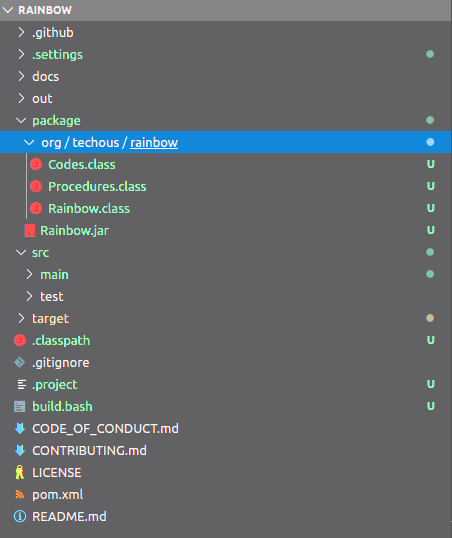 RAINBOW
.github
.settings
docs
out
package
org / techous / rainbow
Codes.class U
Procedures.class U
Rainbow.class U
Rainbow.jar U
src
main
test
target
.classpath U
.gitignore
.project U
build.bash U
CODE_OF_CONDUCT.md
CONTRIBUTING.md
LICENSE
pom.xml
README.md